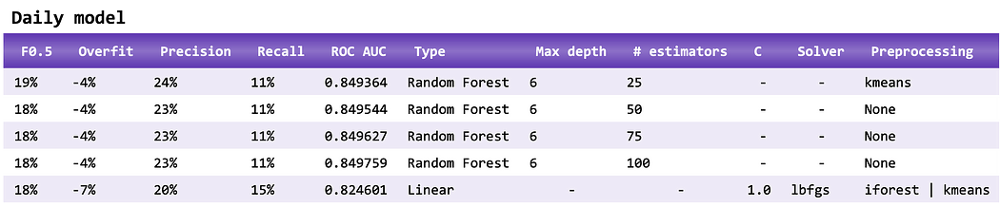 Daily model
F0.5 Overfit Precision Recall ROC AUC Type Max depth # estimators C Solver Preprocessing
19% -4% 24% 11% 0.849364 Random Forest 6 25 - - kmeans
18% -4% 23% 11% 0.849544 Random Forest 6 50 - - None
18% -4% 23% 11% 0.849627 Random Forest 6 75 - - None
18% -4% 23% 11% 0.849759 Random Forest 6 100 - - None
18% -7% 20% 15% 0.824601 Linear - - 1.0 lbfgs iforest | kmeans